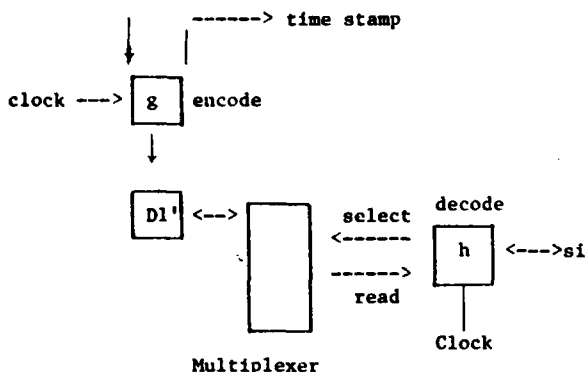 ------> time stamp
clock ---> g encode
D1' <--> select decode
<----- h <--->si
----->
read
Clock
Multiplexer